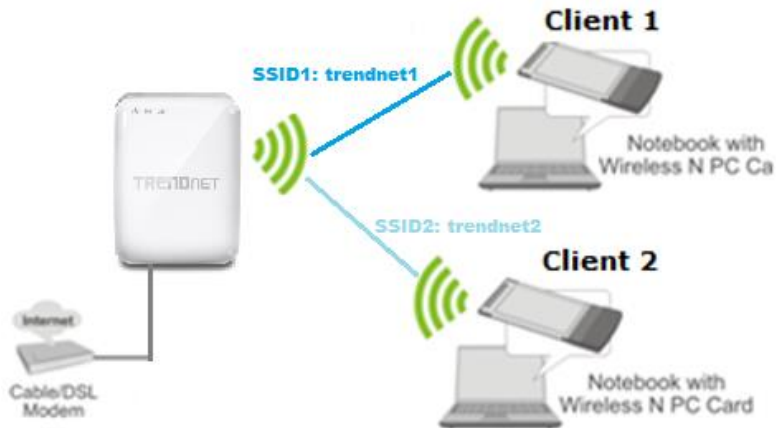 Client 1
SSID1: trendnet1
TRENDNET
Notebook with
Wireless N PC Ca
SSID2: trendnet2
Client 2
Internet
Cable/DSL
Modem
Notebook with
Wireless N PC Card